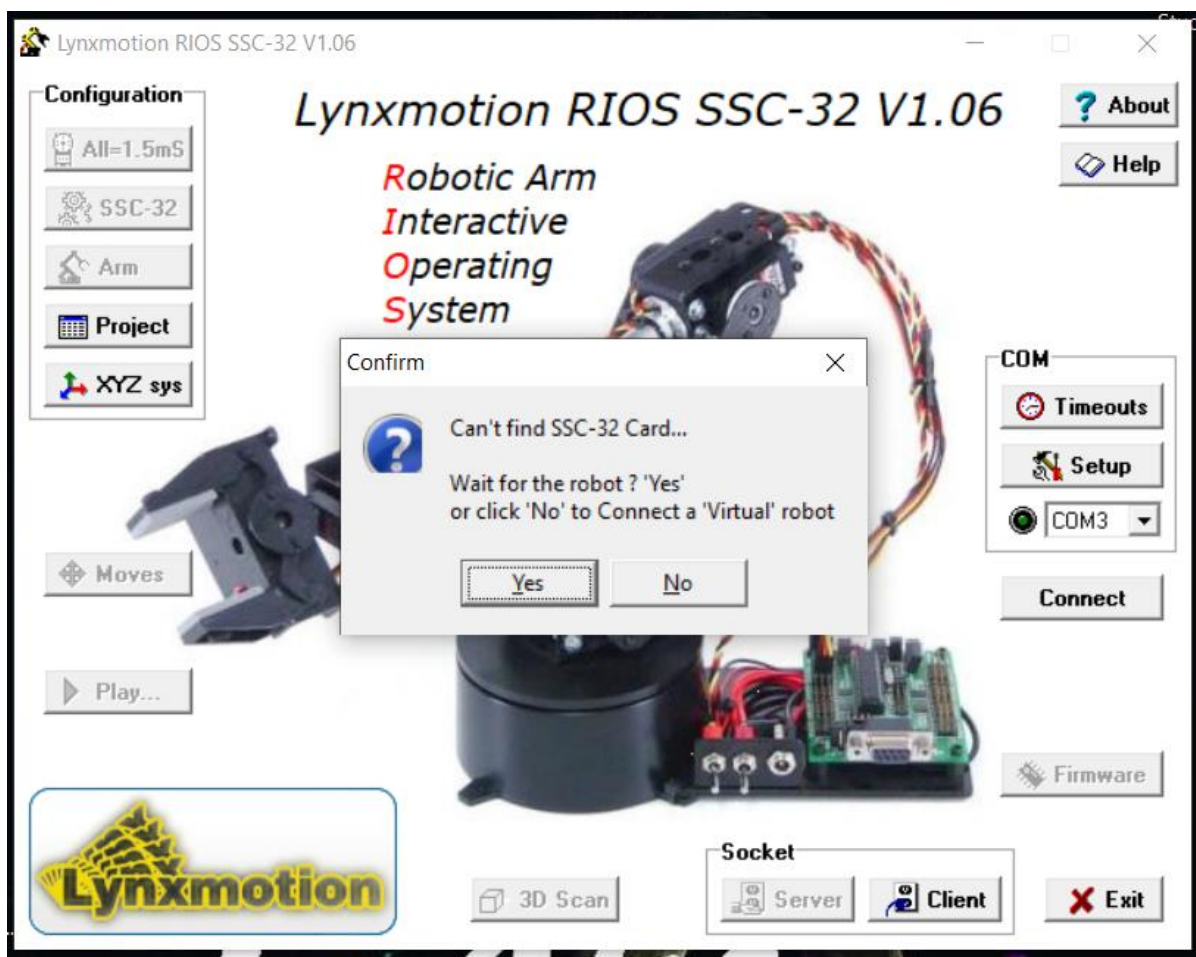 Lynxmotion RIOS SSC-32 V1.06
Configuration
All=1.5mS
SSC-32
Arm
Project
XYZ sys
Lynxmotion RIOS SSC-32 V1.06
Robotic Arm
Interactive
Operating
System
About
Help
Confirm
Can't find SSC-32 Card...
Wait for the robot ? 'Yes'
or click 'No' to Connect a 'Virtual' robot
Yes
No
COM
Timeouts
Setup
COM3
Connect
Moves
Play...
Firmware
Lynxmotion
3D Scan
Socket
Server
Client
Exit